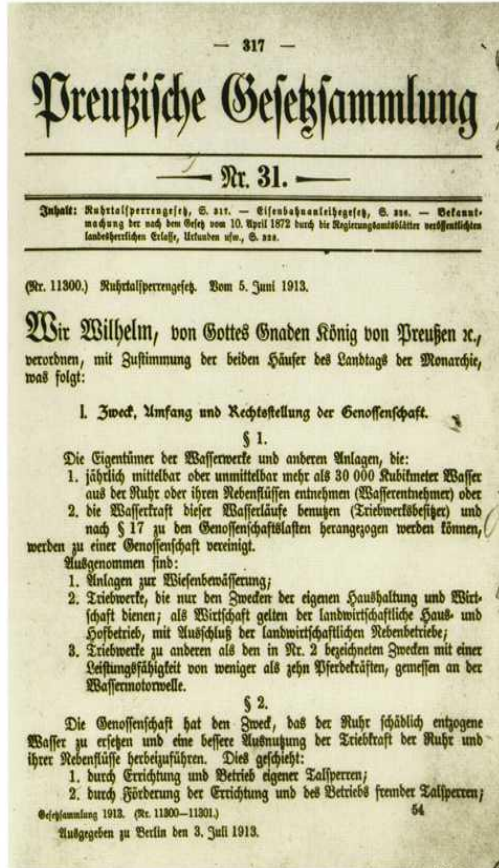 — 317 —
Preußische Gesetzsammlung
Nr. 31.
Inhalt: Ruhrtalsperrengesetz, S. 317. — Eisenbahnanleihegesetz, S. 326. — Bekannt-
machung der nach dem Gesetz vom 10. April 1872 durch die Regierungsamtsblätter veröffentlichten
landesherrlichen Erlasse, Urkunden usw., S. 328.
(Nr. 11300.) Ruhrtalsperrengesetz. Vom 5. Juni 1913.
Wir Wilhelm, von Gottes Gnaden König von Preußen ꝛc.,
verordnen, mit Zustimmung der beiden Häuser des Landtags der Monarchie,
was folgt:
I. Zweck, Umfang und Rechtsstellung der Genossenschaft.
§ 1.
Die Eigentümer der Wasserwerke und anderen Anlagen, die:
1. jährlich mittelbar oder unmittelbar mehr als 30 000 Kubikmeter Wasser
aus der Ruhr oder ihren Nebenflüssen entnehmen (Wasserentnehmer) oder
2. die Wasserkraft dieser Wasserläufe benutzen (Triebwerksbesitzer) und
nach § 17 zu den Genossenschaftslasten herangezogen werden können,
werden zu einer Genossenschaft vereinigt.
Ausgenommen sind:
1. Anlagen zur Wiesenbewässerung;
2. Triebwerke, die nur den Zwecken der eigenen Haushaltung und Wirt-
schaft dienen; als Wirtschaft gelten der landwirtschaftliche Haus- und
Hofbetrieb, mit Ausschluß der landwirtschaftlichen Nebenbetriebe;
3. Triebwerke zu anderen als den in Nr. 2 bezeichneten Zwecken mit einer
Leistungsfähigkeit von weniger als zehn Pferdekräften, gemessen an der
Wassermotorwelle.
§ 2.
Die Genossenschaft hat den Zweck, das der Ruhr schädlich entzogene
Wasser zu ersetzen und eine bessere Ausnutzung der Triebkraft der Ruhr und
ihrer Nebenflüsse herbeizuführen. Dies geschieht:
1. durch Errichtung und Betrieb eigener Talsperren;
2. durch Förderung der Errichtung und des Betriebs fremder Talsperren;
Gesetzsammlung 1913. (Nr. 11300—11301.) 54
Ausgegeben zu Berlin den 3. Juli 1913.